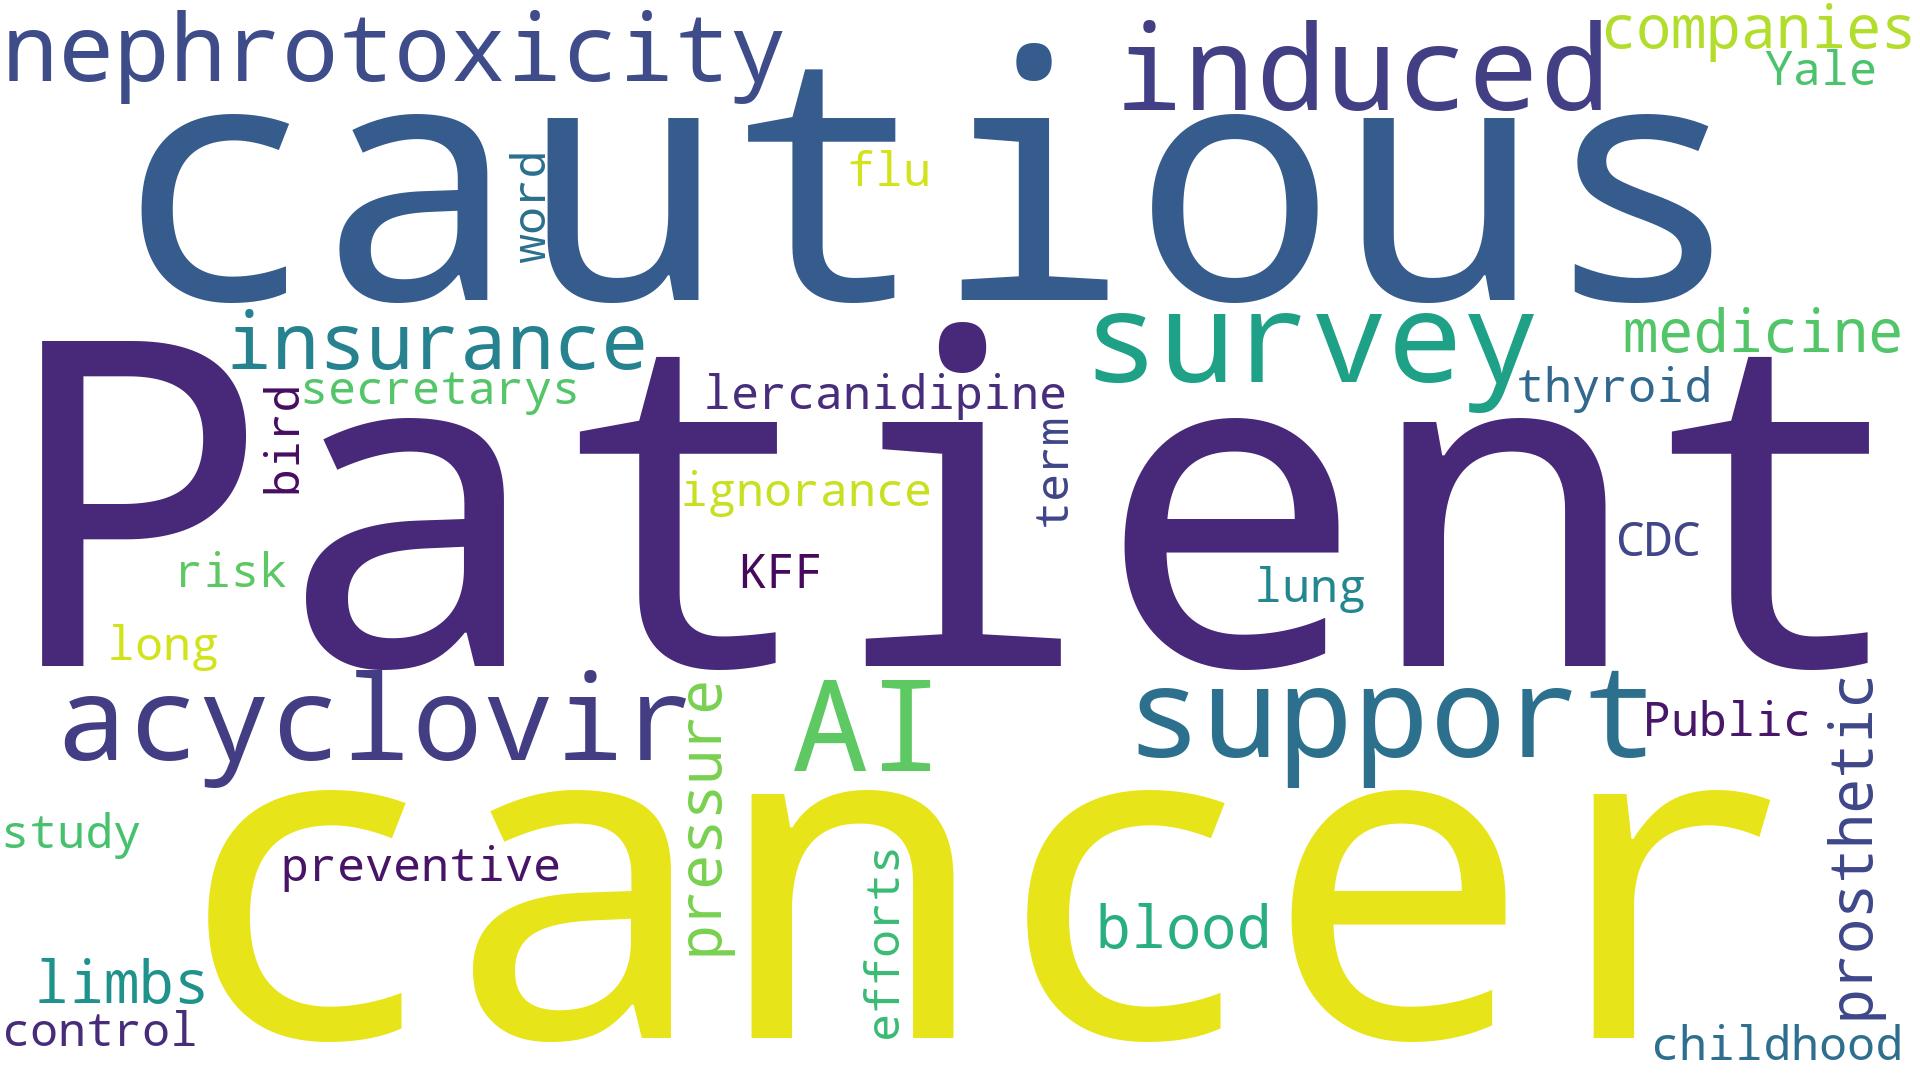 nephrotoxicity
induced
companies
Yale
cautious
word
flu
insurance
survey
medicine
secretarys
bird
lercanidipine
thyroid
Patient
term
ignorance
CDC
risk
KFF
lung
long
acyclovir
pressure
AI
support
Public
prosthetic
cancer
study
preventive
efforts
blood
limbs
control
childhood